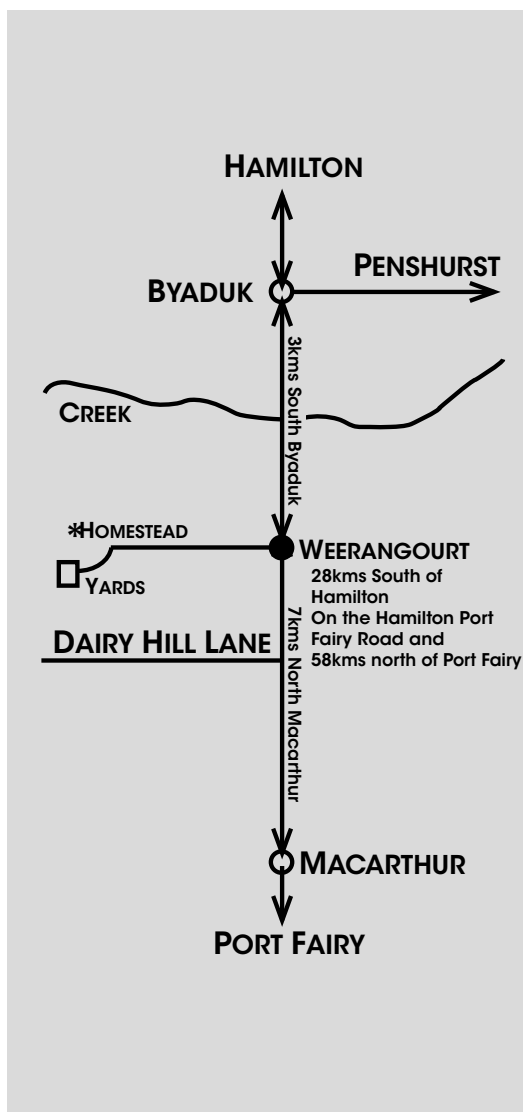 HAMILTON
PENSHURST
BYADUK
3kms South Byaduk
CREEK
*HOMESTEAD
WEERANGOURT
YARDS
28kms South of
Hamilton
On the Hamilton Port
Fairy Road and
58kms north of Port Fairy
DAIRY HILL LANE
7kms North Macarthur
MACARTHUR
PORT FAIRY